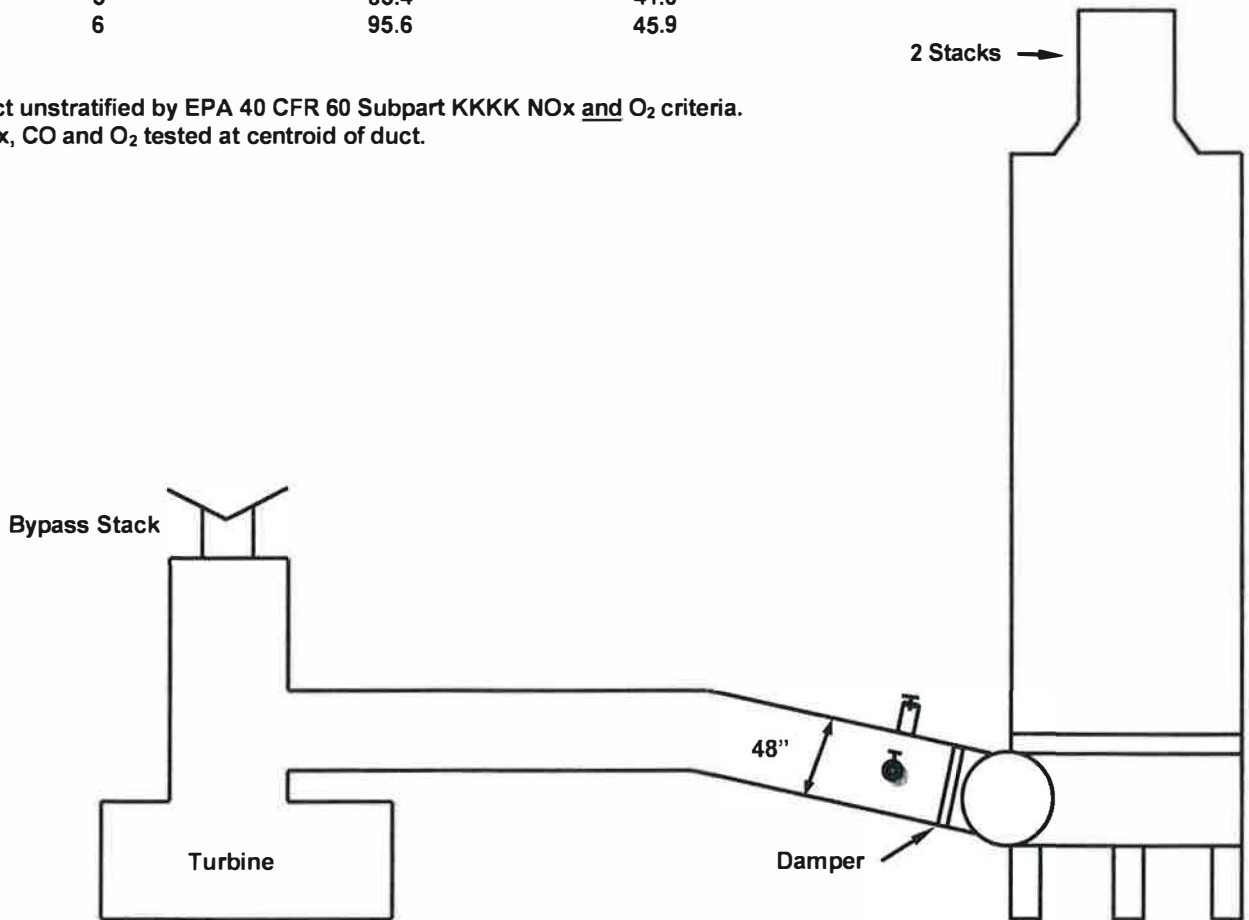 6 95.6 45.9
2 Stacks
ct unstratified by EPA 40 CFR 60 Subpart KKKK NOx and O₂ criteria.
x, CO and O₂ tested at centroid of duct.
Bypass Stack
48"
Turbine
Damper